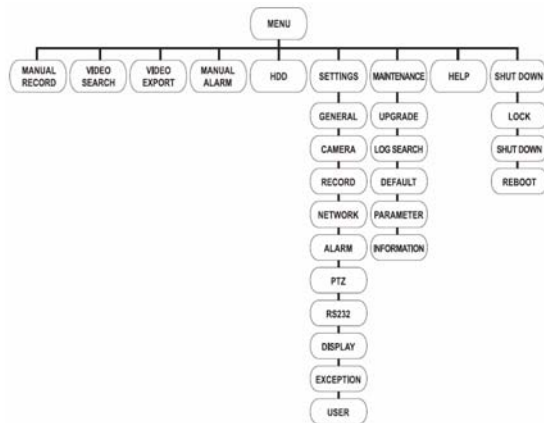 MENU
MANUAL
RECORD
VIDEO
SEARCH
VIDEO
EXPORT
MANUAL
ALARM
HDD
SETTINGS
MAINTENANCE
HELP
SHUT DOWN
GENERAL
CAMERA
RECORD
NETWORK
ALARM
PTZ
RS232
DISPLAY
EXCEPTION
USER
UPGRADE
LOG SEARCH
DEFAULT
PARAMETER
INFORMATION
LOCK
SHUT DOWN
REBOOT